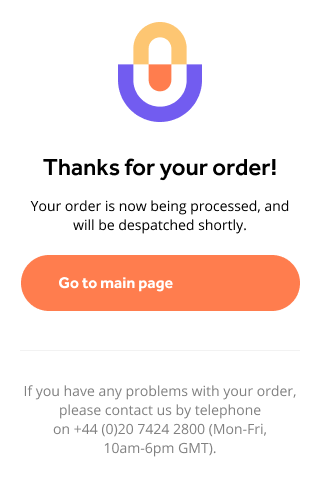 Thanks for your order!
Your order is now being processed, and
will be despatched shortly.
Go to main page
If you have any problems with your order,
please contact us by telephone
on +44 (0)20 7424 2800 (Mon-Fri,
10am-6pm GMT).